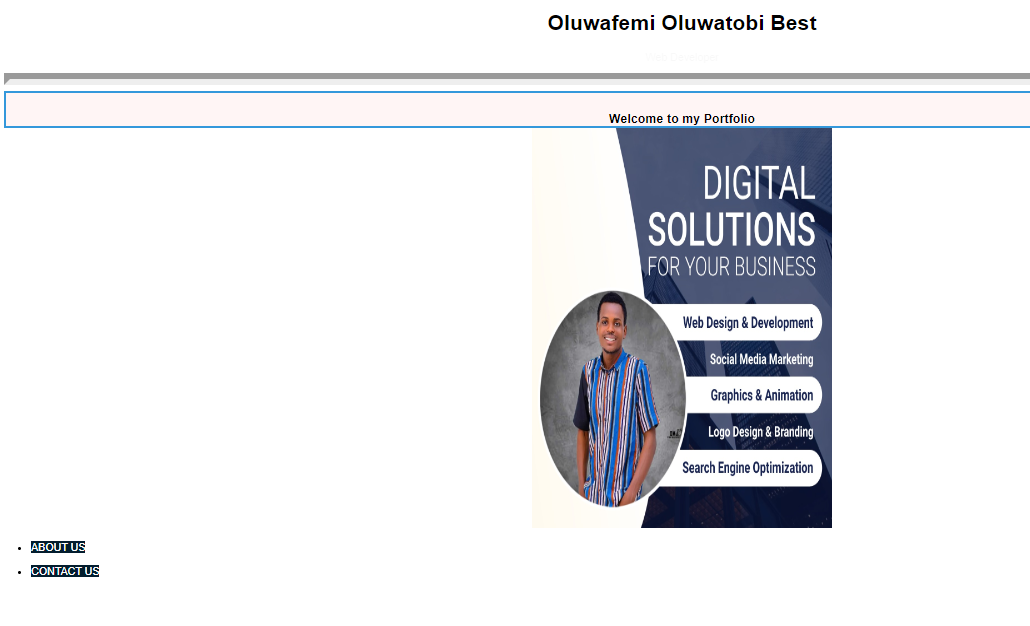 Oluwafemi Oluwatobi Best
Welcome to my Portfolio
DIGITAL
SOLUTIONS
FOR YOUR BUSINESS
Web Design & Development
Social Media Marketing
Graphics & Animation
Logo Design & Branding
Search Engine Optimization
ABOUT US
CONTACT US